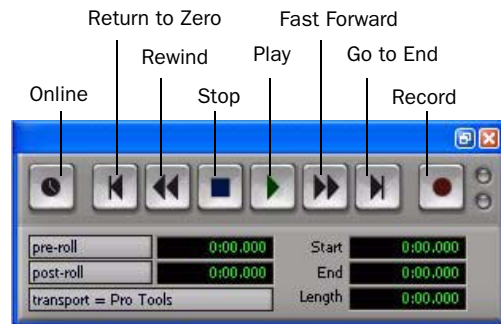 Return to Zero Fast Forward
Rewind Play Go to End
Online Stop Record
pre-roll 0:00.000 Start 0:00.000
post-roll 0:00.000 End 0:00.000
transport = Pro Tools Length 0:00.000